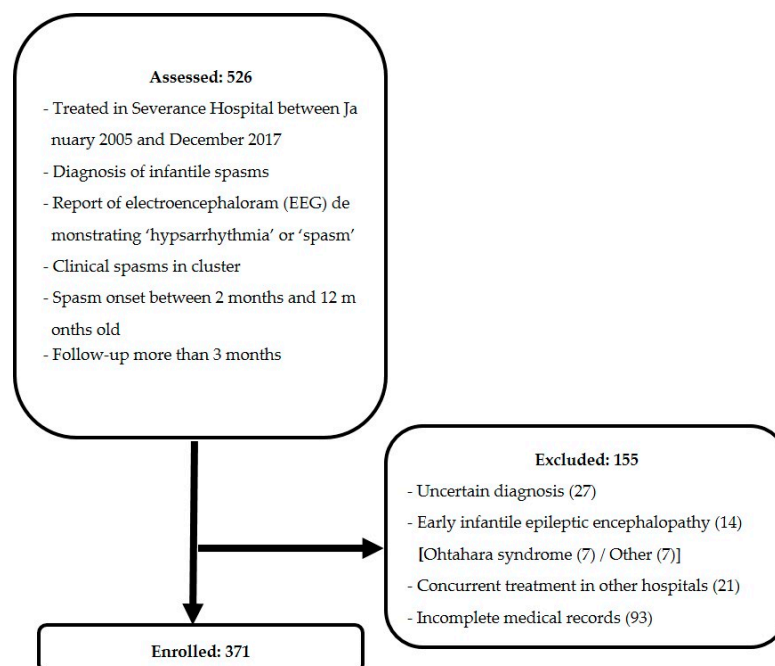 Assessed: 526
- Treated in Severance Hospital between Ja
nuary 2005 and December 2017
- Diagnosis of infantile spasms
- Report of electroencephaloram (EEG) de
monstrating ‘hypsarrhythmia’ or ‘spasm’
- Clinical spasms in cluster
- Spasm onset between 2 months and 12 m
onths old
- Follow-up more than 3 months
Excluded: 155
- Uncertain diagnosis (27)
- Early infantile epileptic encephalopathy (14)
[Ohtahara syndrome (7) / Other (7)]
- Concurrent treatment in other hospitals (21)
- Incomplete medical records (93)
Enrolled: 371